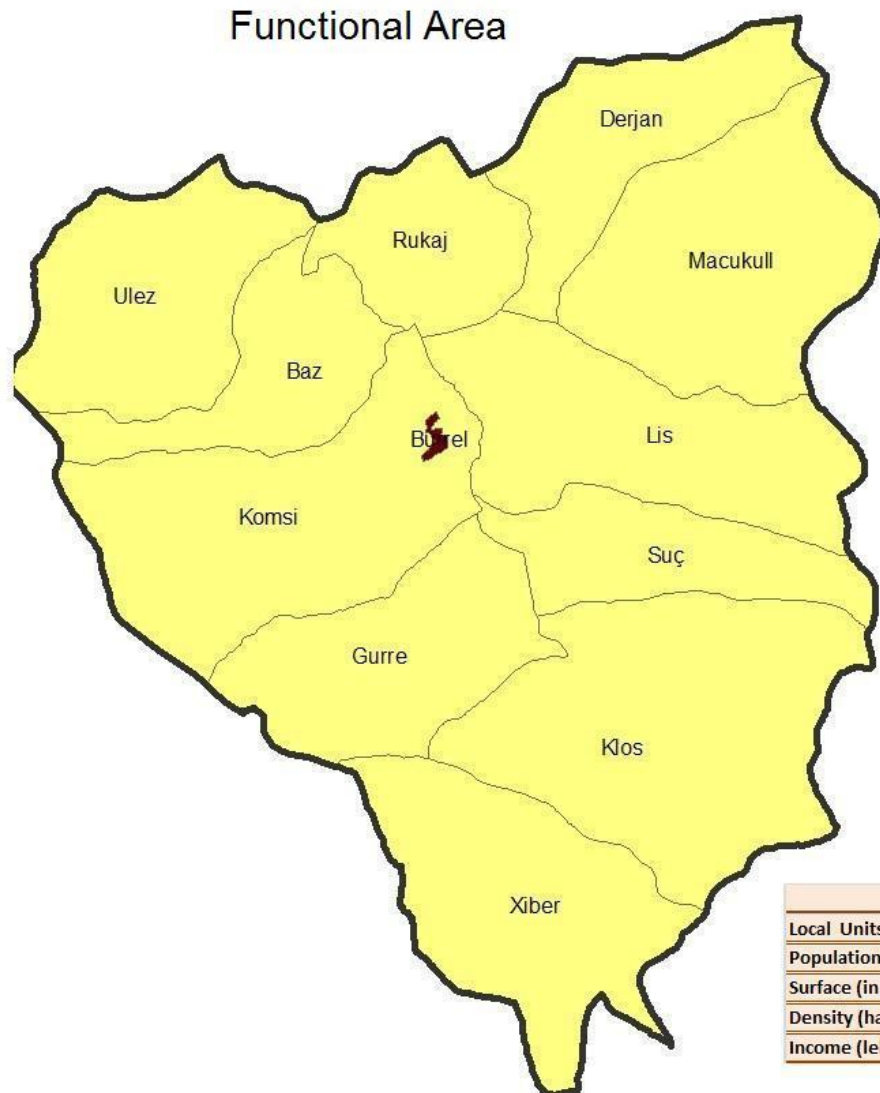 Functional Area
Derjan
Rukaj
Macukull
Ulez
Baz
Burrel
Lis
Komsi
Suç
Gurre
Klos
Xiber
Local Units
Population
Surface (in
Density (ha
Income (le